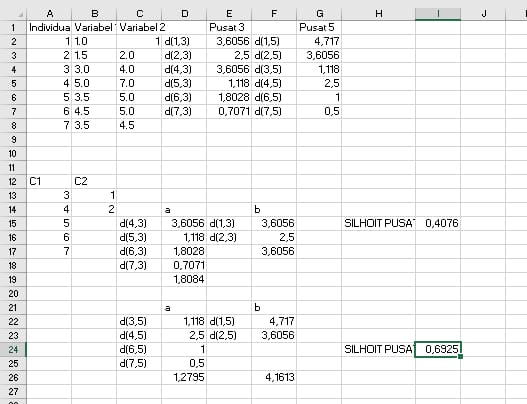 A B C D E F G H I J
1 Individua Variabel Variabel 2 Pusat 3 Pusat 5
2 1 1.0 1 d(1,3) 3,6056 d(1,5) 4,717
3 2 1.5 2.0 d(2,3) 2,5 d(2,5) 3,6056
4 3 3.0 4.0 d(4,3) 3,6056 d(3,5) 1,118
5 4 5.0 7.0 d(5,3) 1,118 d(4,5) 2,5
6 5 3.5 5.0 d(6,3) 1,8028 d(6,5) 1
7 6 4.5 5.0 d(7,3) 0,7071 d(7,5) 0,5
8 7 3.5 4.5
9
10
11
12 C1 C2
13 3 1
14 4 2 a b
15 5 d(4,3) 3,6056 d(1,3) 3,6056 SILHOIT PUSA 0,4076
16 6 d(5,3) 1,118 d(2,3) 2,5
17 7 d(6,3) 1,8028 3,6056
18 d(7,3) 0,7071
19 1,8084
20
21 a b
22 d(3,5) 1,118 d(1,5) 4,717
23 d(4,5) 2,5 d(2,5) 3,6056
24 d(6,5) 1 SILHOIT PUSA 0,6925
25 d(7,5) 0,5
26 1,2795 4,1613
27